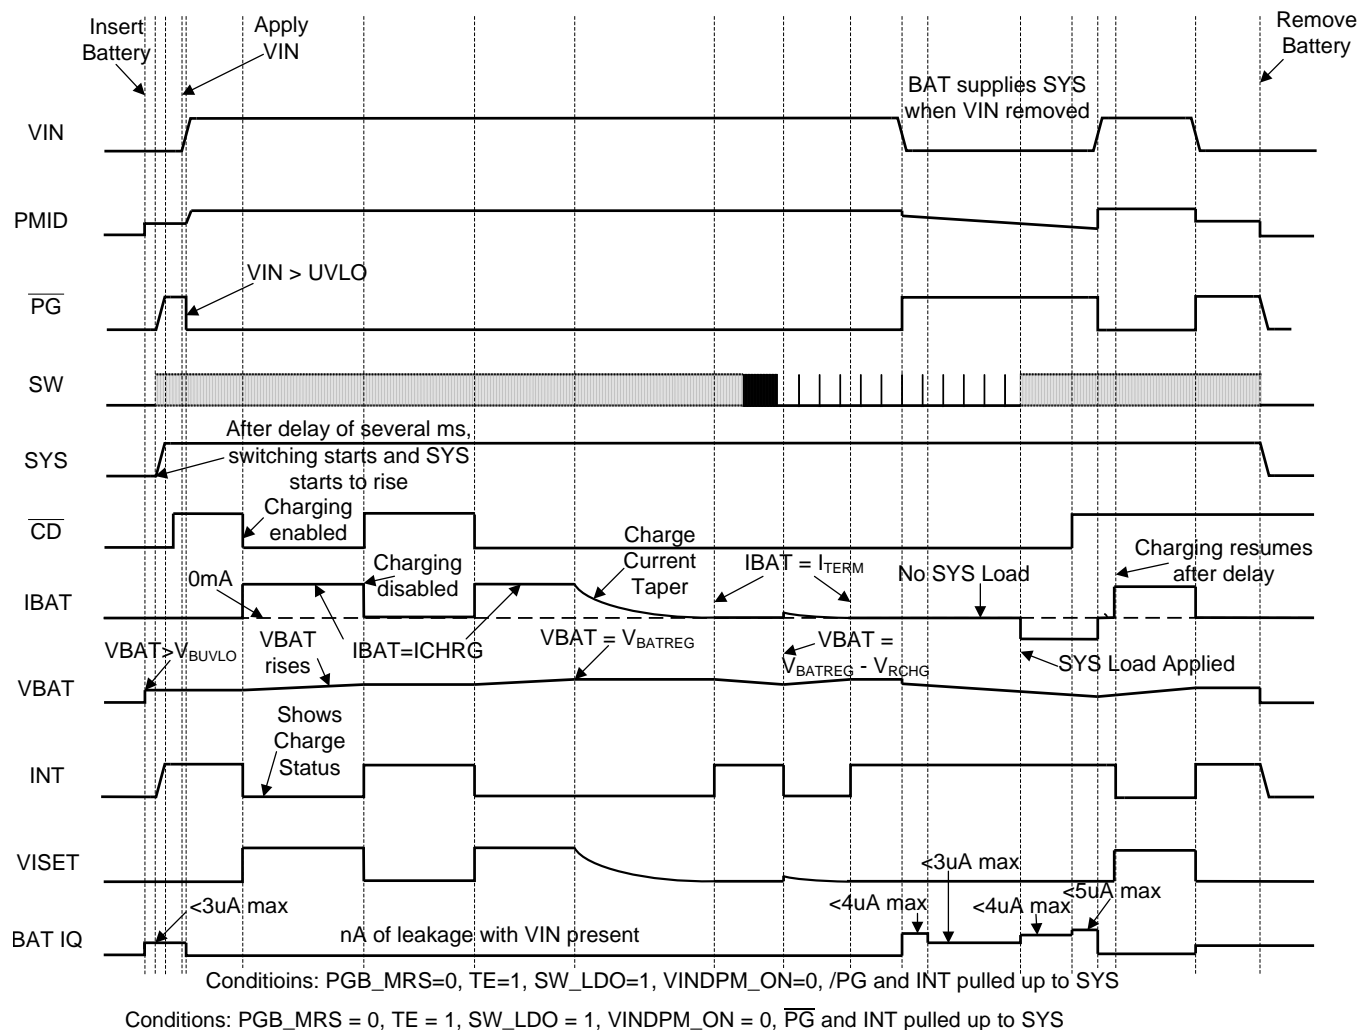 Insert
Battery
Apply
VIN
Remove
Battery
BAT supplies SYS
when VIN removed
VIN
PMID
VIN > UVLO
PG
SW
After delay of several ms,
switching starts and SYS
starts to rise
SYS
Charging
enabled
CD
Charge
Current
Taper
Charging
disabled
0mA
IBAT = ITERM
No SYS Load
Charging resumes
after delay
IBAT
VBAT>VBUVLO
VBAT
rises
IBAT=ICHRG
VBAT = VBATREG
VBAT =
VBATREG - VRCHG
SYS Load Applied
VBAT
Shows
Charge
Status
INT
VISET
<3uA max
<4uA max
<3uA max
<4uA max
<5uA max
BAT IQ
nA of leakage with VIN present
Conditioins: PGB_MRS=0, TE=1, SW_LDO=1, VINDPM_ON=0, /PG and INT pulled up to SYS
Conditions: PGB_MRS = 0, TE = 1, SW_LDO = 1, VINDPM_ON = 0, PG and INT pulled up to SYS